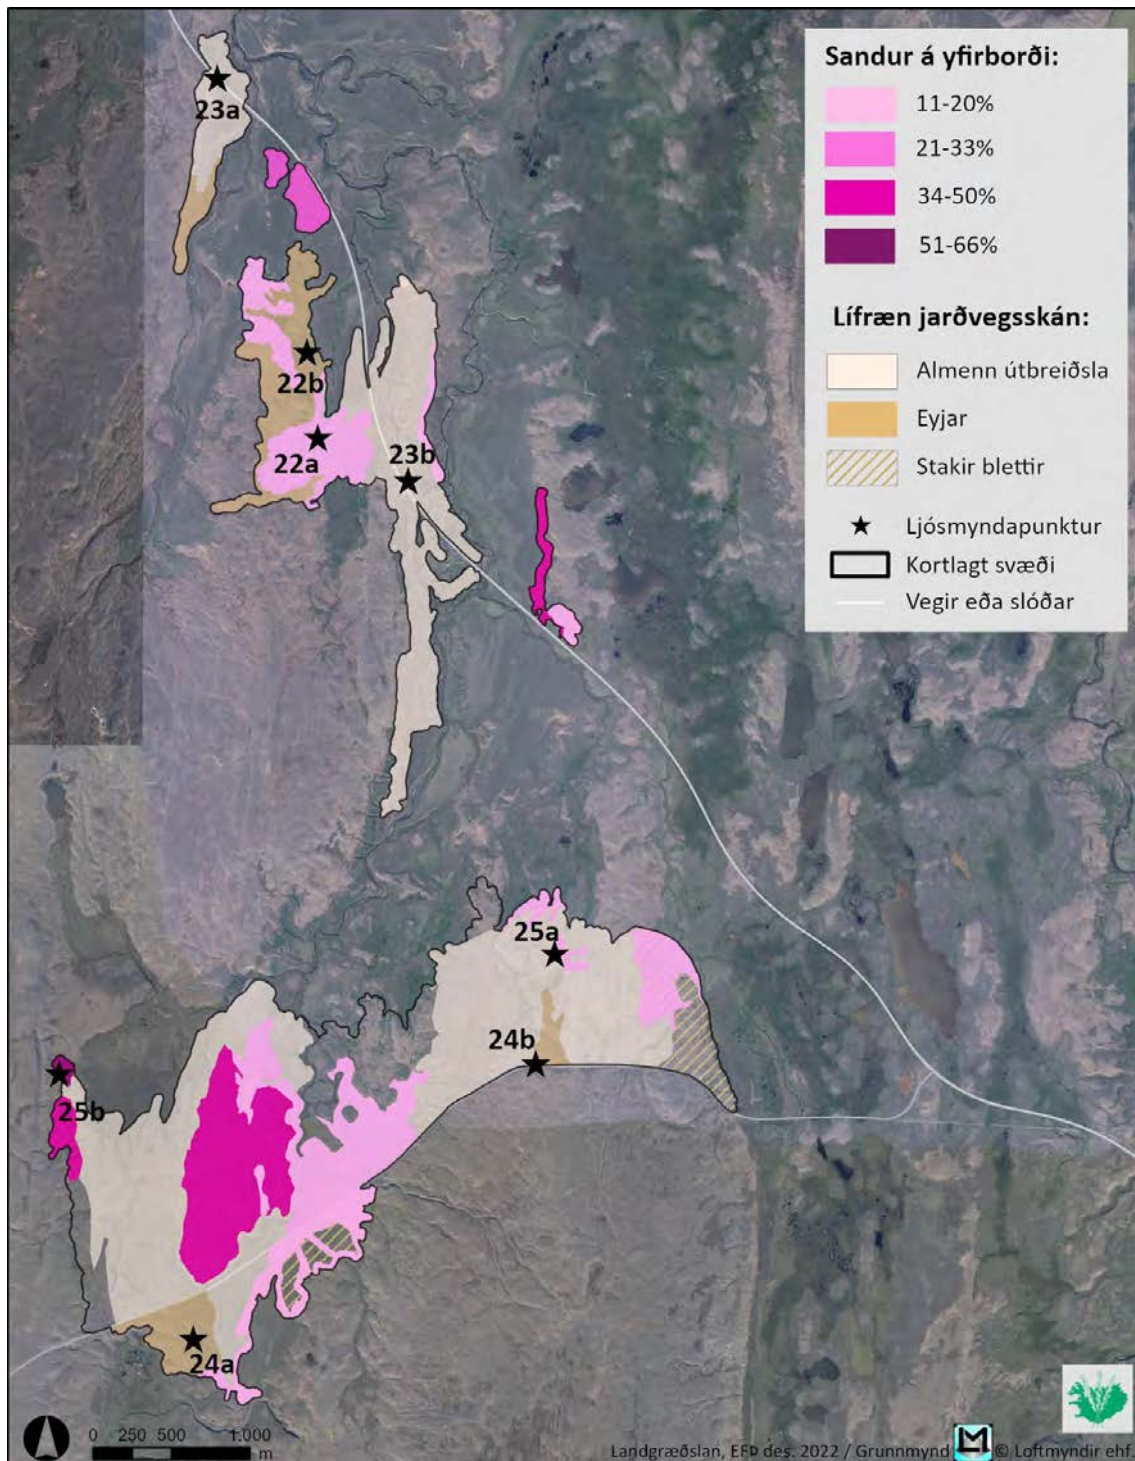 Sandur á yfirborði:
11-20%
21-33%
34-50%
51-66%
Lífræn jarðvegsskán:
Almenn útbreiðsla
Eyjar
Stakir blettir
Ljósmyndapunktur
Kortlagt svæði
Vegir eða slóðar
23a
22b
22a
23b
25a
24b
25b
24a
0 250 500 1.000
m
Landgræðslan, EFÞ des. 2022 / Grunnmynd LM © Loftmyndir ehf.